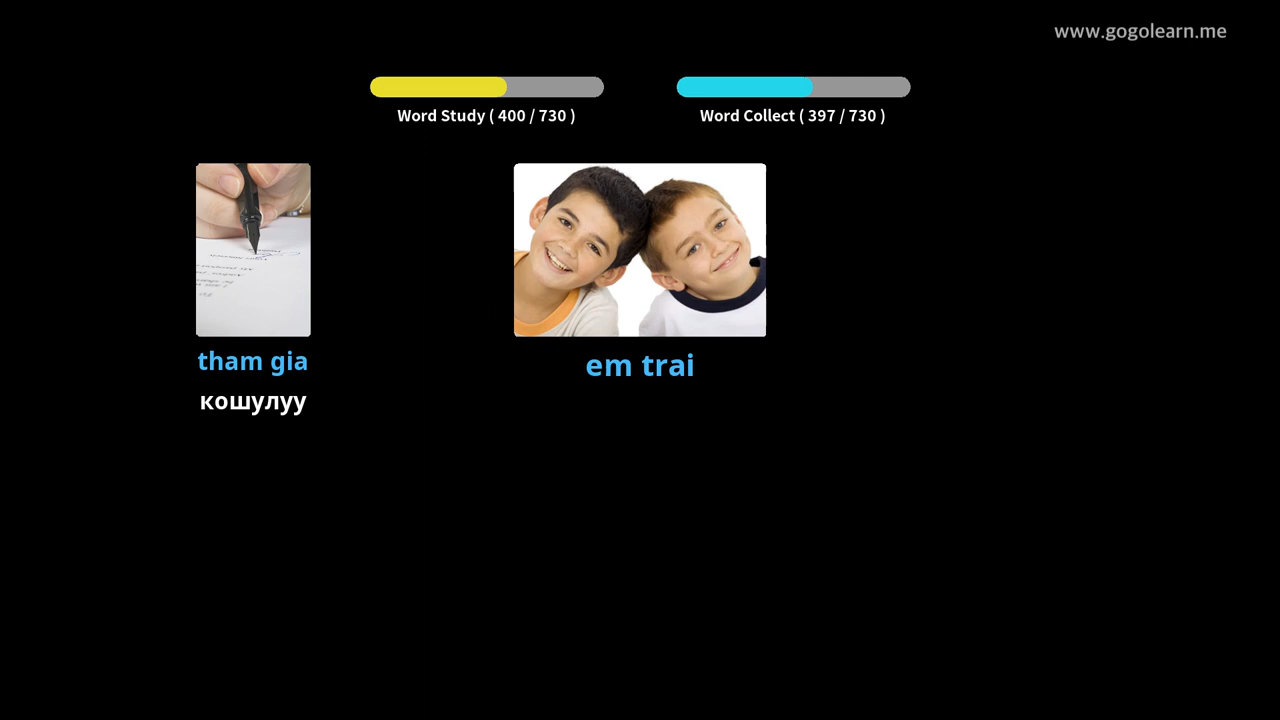 www.gogolearn.me
Word Study ( 400 / 730 )
Word Collect ( 397 / 730 )
tham gia
кошулуу
em trai